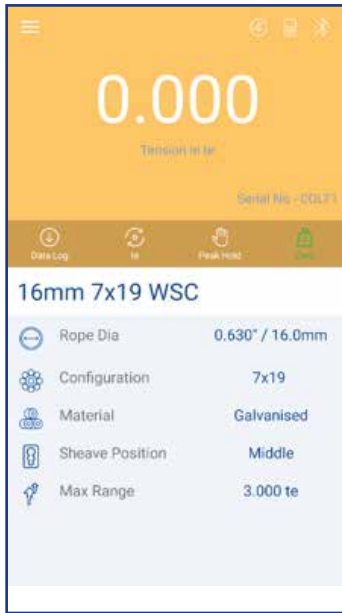 0.000
Tension in te
Serial No - COLT1
Data Log te Peak Hold Zero
16mm 7x19 WSC
Rope Dia 0.630" / 16.0mm
Configuration 7x19
Material Galvanised
Sheave Position Middle
Max Range 3.000 te